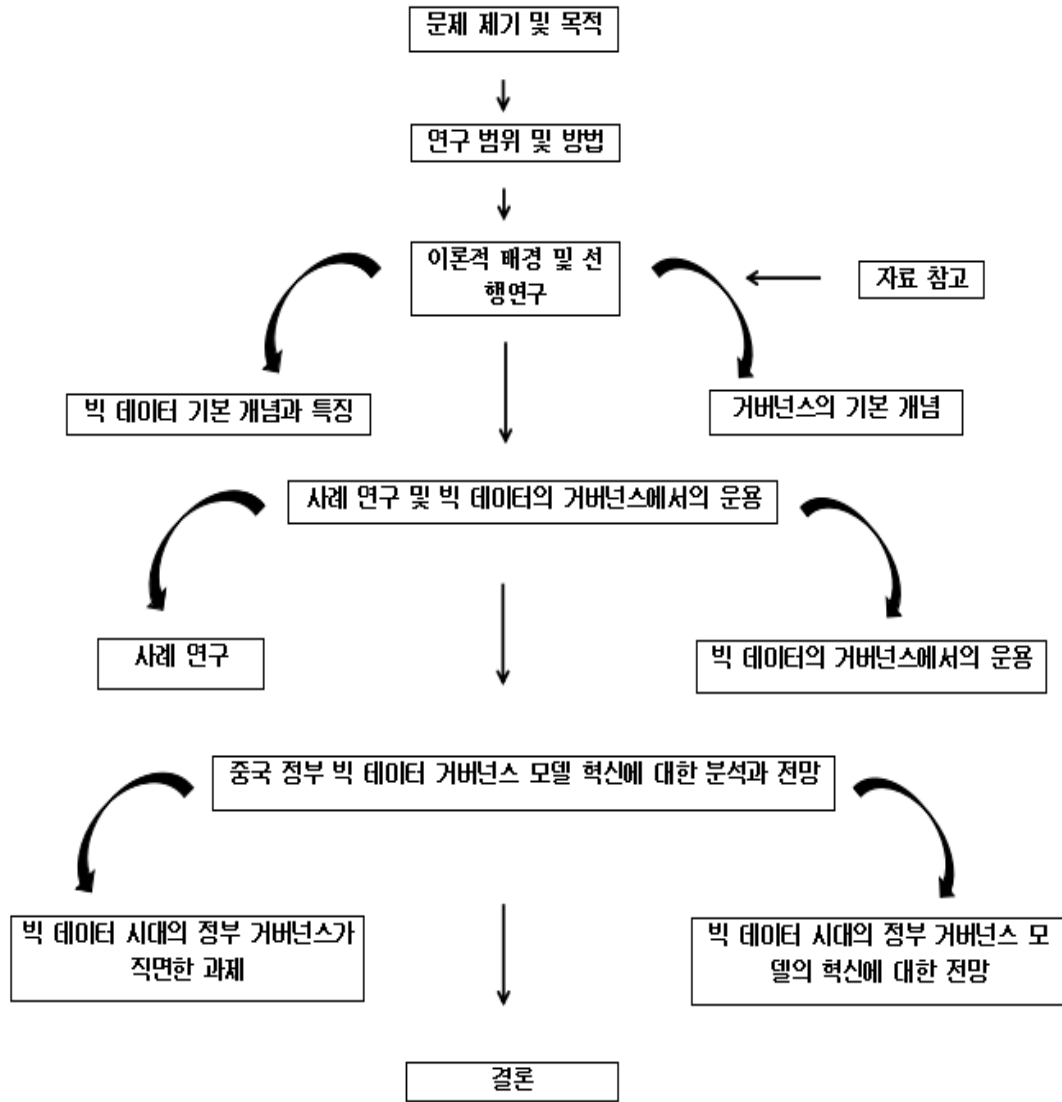 문제 제기 및 목적
연구 범위 및 방법
이론적 배경 및 선
행연구
자료 참고
빅 데이터 기본 개념과 특징
거버넌스의 기본 개념
사례 연구 및 빅 데이터의 거버넌스에서의 운용
사례 연구
빅 데이터의 거버넌스에서의 운용
중국 정부 빅 데이터 거버넌스 모델 혁신에 대한 분석과 전망
빅 데이터 시대의 정부 거버넌스가
직면한 과제
빅 데이터 시대의 정부 거버넌스 모
델의 혁신에 대한 전망
결론